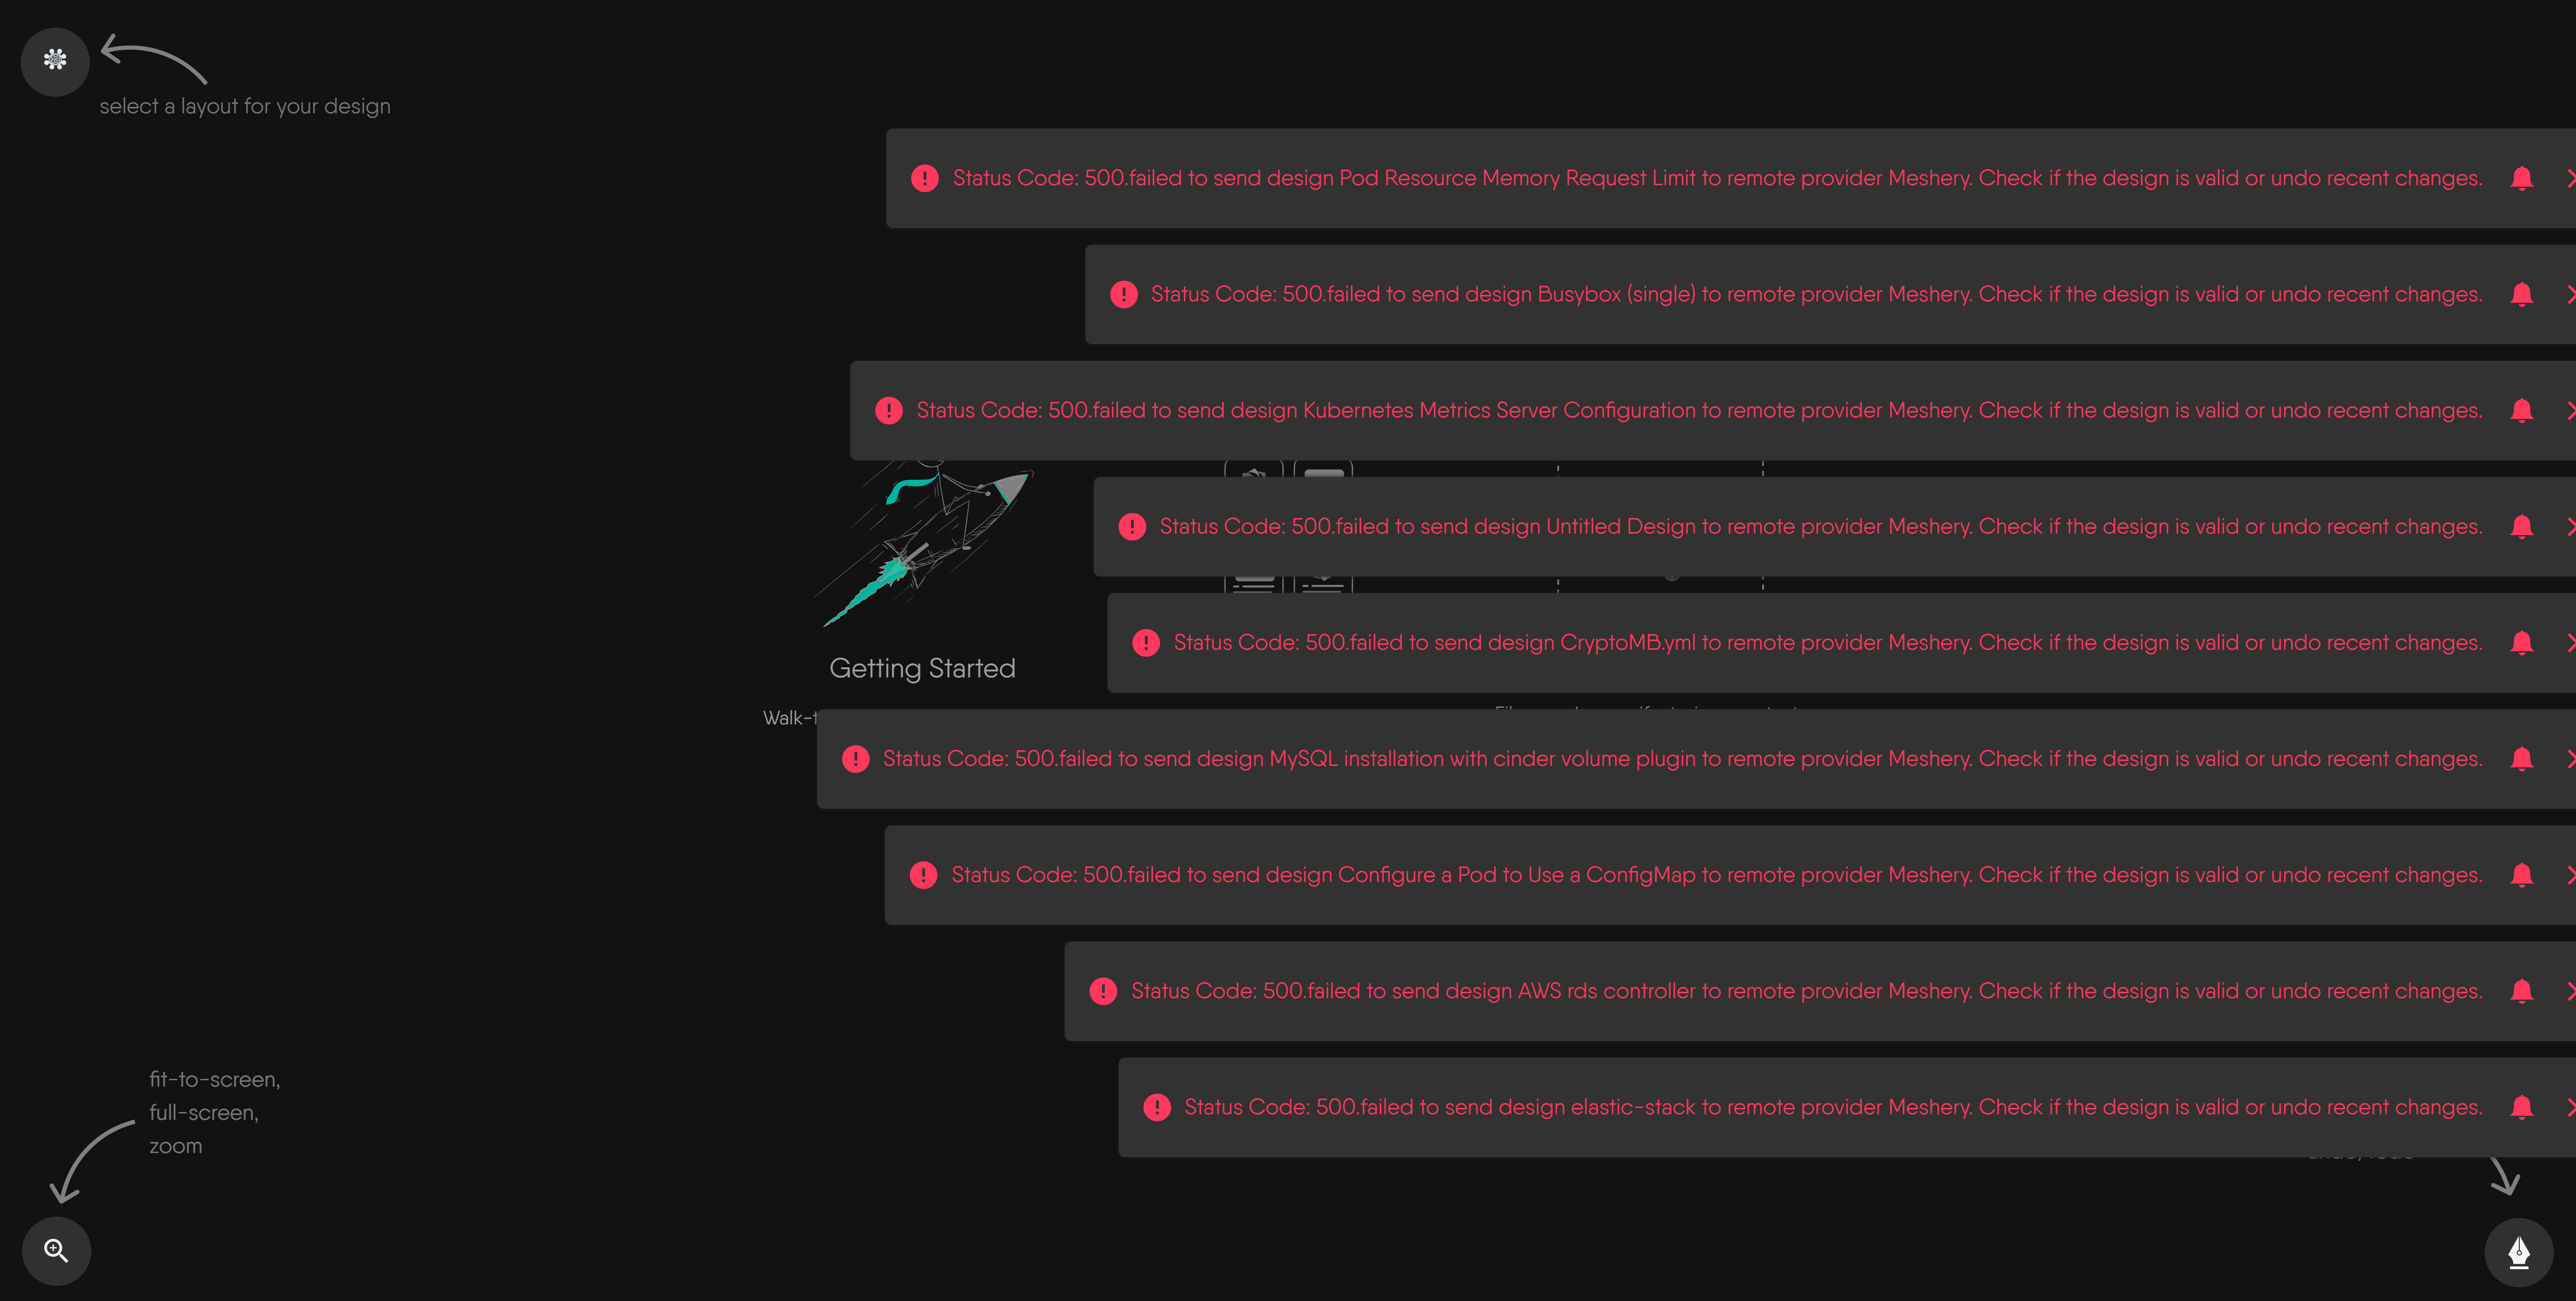 select a layout for your design
Status Code: 500.failed to send design Pod Resource Memory Request Limit to remote provider Meshery. Check if the design is valid or undo recent changes.
Status Code: 500.failed to send design Busybox (single) to remote provider Meshery. Check if the design is valid or undo recent changes.
Status Code: 500.failed to send design Kubernetes Metrics Server Configuration to remote provider Meshery. Check if the design is valid or undo recent changes.
Status Code: 500.failed to send design Untitled Design to remote provider Meshery. Check if the design is valid or undo recent changes.
Status Code: 500.failed to send design CryptoMB.yml to remote provider Meshery. Check if the design is valid or undo recent changes.
Getting Started
Status Code: 500.failed to send design MySQL installation with cinder volume plugin to remote provider Meshery. Check if the design is valid or undo recent changes.
Status Code: 500.failed to send design Configure a Pod to Use a ConfigMap to remote provider Meshery. Check if the design is valid or undo recent changes.
Status Code: 500.failed to send design AWS rds controller to remote provider Meshery. Check if the design is valid or undo recent changes.
Status Code: 500.failed to send design elastic-stack to remote provider Meshery. Check if the design is valid or undo recent changes.
fit-to-screen,
full-screen,
zoom